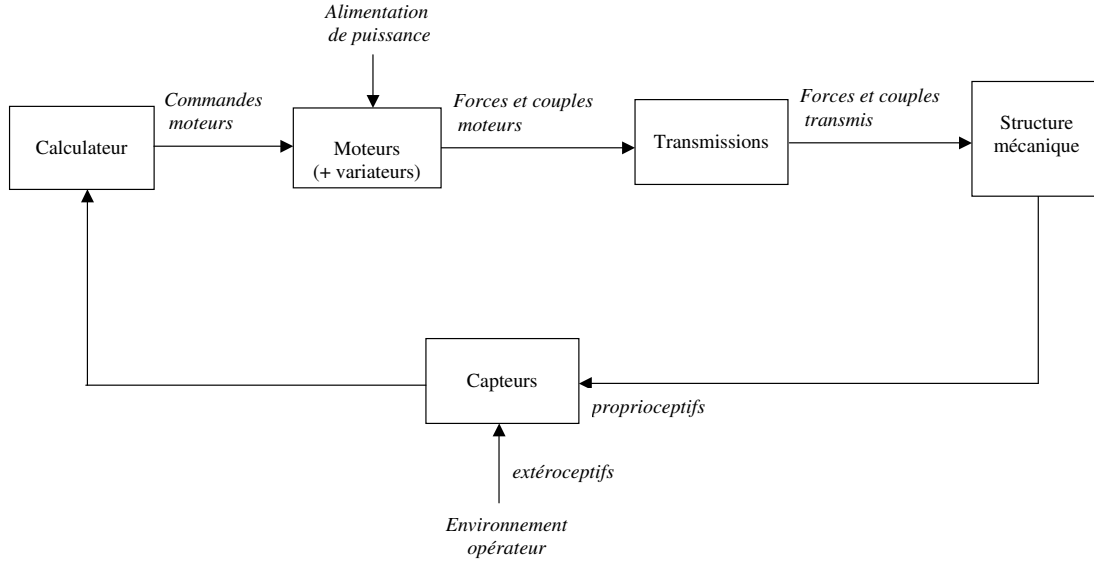 Alimentation
de puissance
Commandes
moteurs
Forces et couples
moteurs
Forces et couples
transmis
Calculateur
Moteurs
(+ variateurs)
Transmissions
Structure
mécanique
Capteurs
proprioceptifs
extéroceptifs
Environnement
opérateur